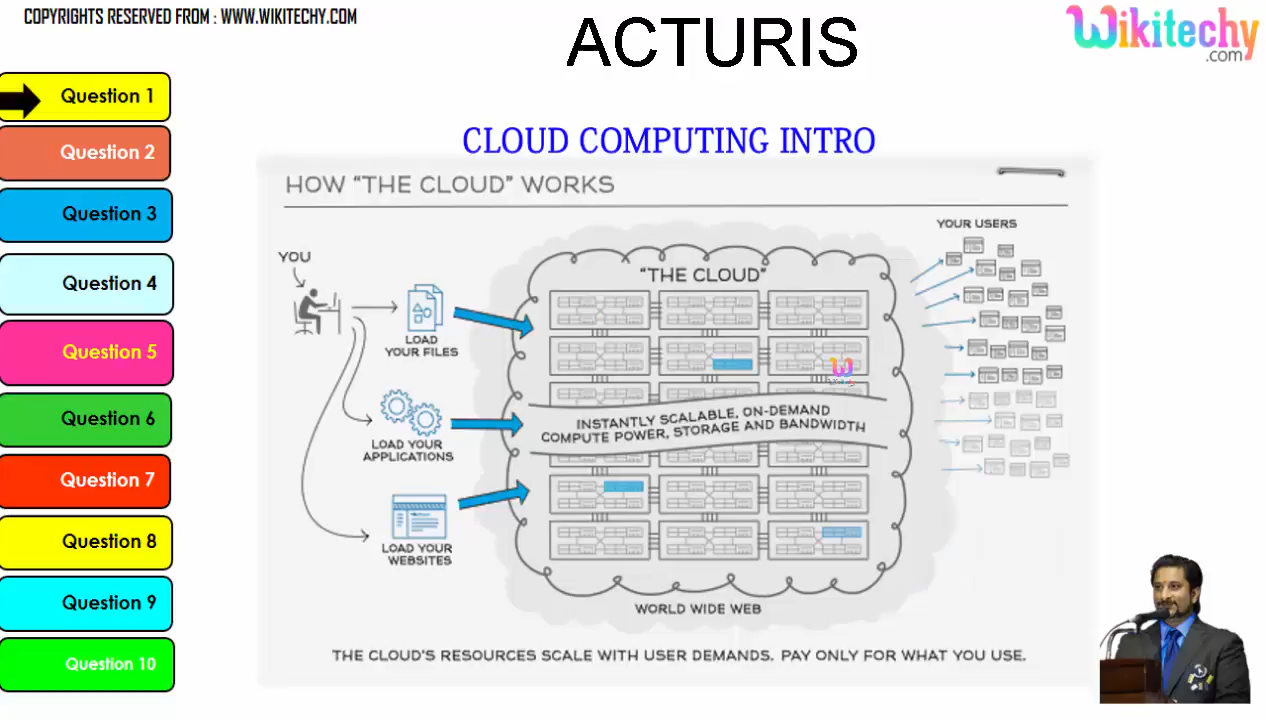 COPYRIGHTS RESERVED FROM : WWW.WIKITECHY.COM
ACTURIS
Wikitechy
.com
Question 1
Question 2
Question 3
Question 4
Question 5
Question 6
Question 7
Question 8
Question 9
Question 10
CLOUD COMPUTING INTRO
HOW “THE CLOUD” WORKS
YOU
LOAD
YOUR FILES
LOAD YOUR
APPLICATIONS
LOAD YOUR
WEBSITES
“THE CLOUD”
INSTANTLY SCALABLE, ON-DEMAND
COMPUTE POWER, STORAGE AND BANDWIDTH
WORLD WIDE WEB
YOUR USERS
THE CLOUD'S RESOURCES SCALE WITH USER DEMANDS. PAY ONLY FOR WHAT YOU USE.